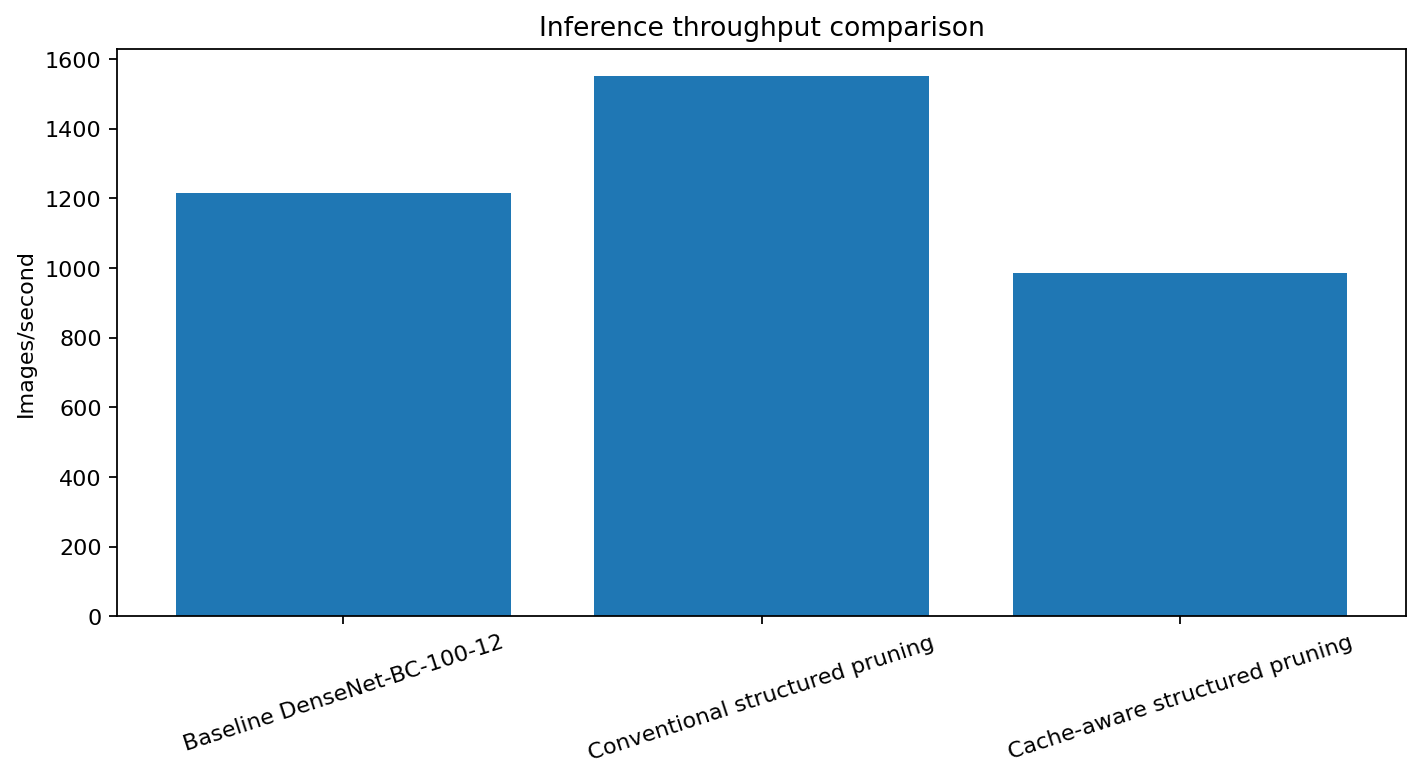 Inference throughput comparison
Images/second
1600
1400
1200
1000
800
600
400
200
0
Baseline DenseNet-BC-100-12
Conventional structured pruning
Cache-aware structured pruning